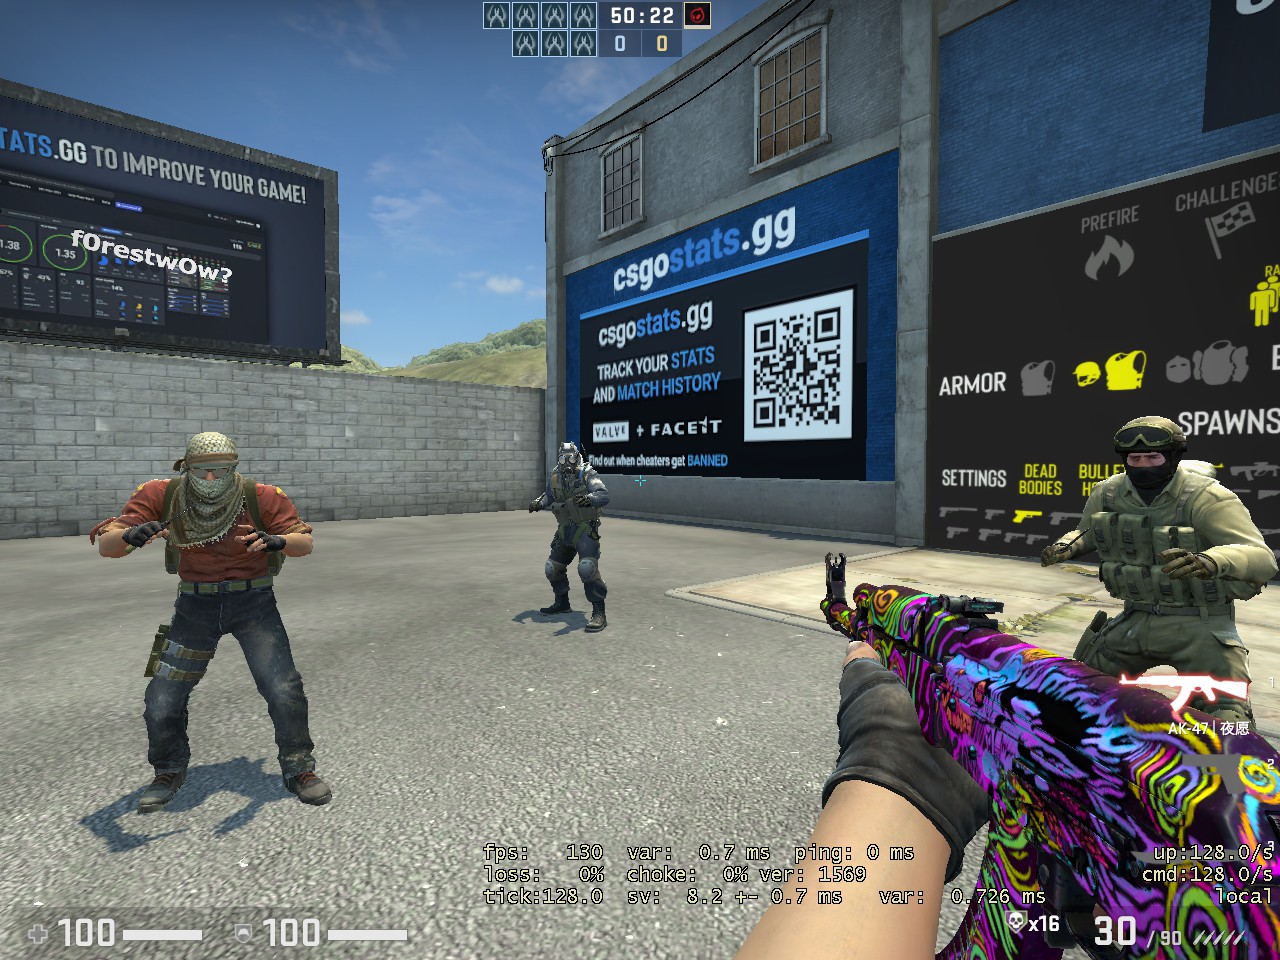 50:22
0 0
TATS.GG TO IMPROVE YOUR GAME!
1.38
1.35
f0restw0w?
csgostats.gg
csgostats.gg
TRACK YOUR STATS
AND MATCH HISTORY
VALVE + FACEIT
Find out when cheaters get BANNED
PREFIRE
CHALLENGE
ARMOR
SPAWNS
SETTINGS
DEAD
BODIES
BULLE
1
AK-47 | 夜愿
2
3
fps: 130 var: 0.7 ms ping: 0 ms
loss: 0% choke: 0% ver: 1569
tick:128.0 sv: 8.2 +- 0.7 ms var: 0.726 ms
up:128.0/s
cmd:128.0/s
local
100
100
x16
30 / 90